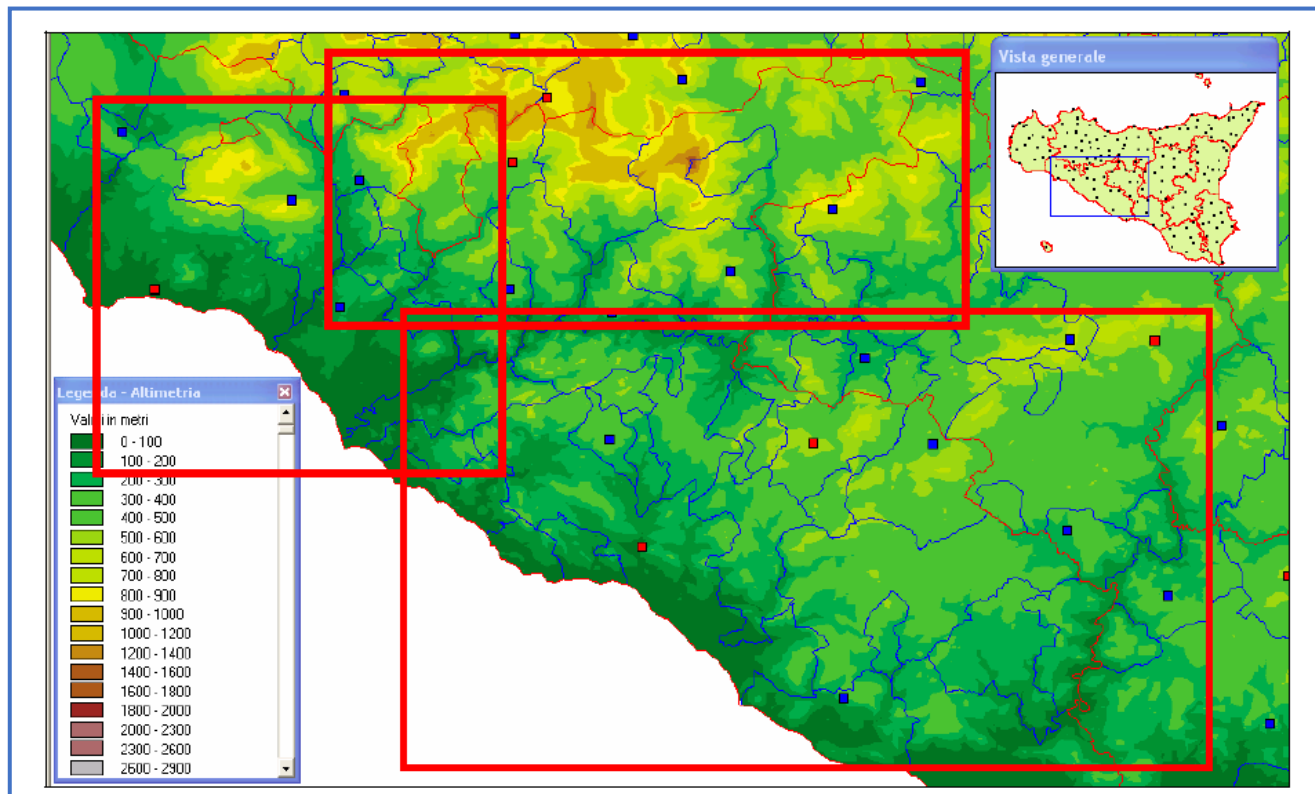 Vista generale
Legenda - Altimetria
Valori in metri
0 - 100
100 - 200
200 - 300
300 - 400
400 - 500
500 - 600
600 - 700
700 - 800
800 - 900
900 - 1000
1000 - 1200
1200 - 1400
1400 - 1600
1600 - 1800
1800 - 2000
2000 - 2300
2300 - 2600
2600 - 2900